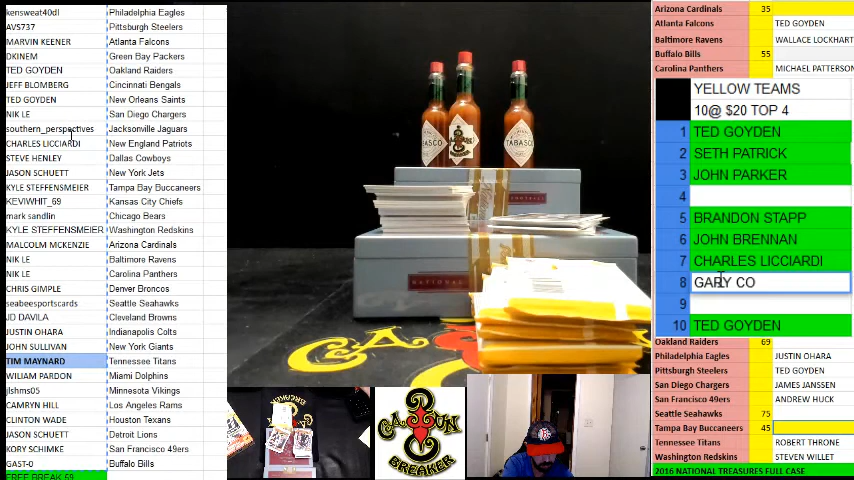 kensweat40dl Philadelphia Eagles
AVS737 Pittsburgh Steelers
MARVIN KEENER Atlanta Falcons
DKINEM Green Bay Packers
TED GOYDEN Oakland Raiders
JEFF BLOMBERG Cincinnati Bengals
TED GOYDEN New Orleans Saints
NIK LE San Diego Chargers
southern_perspectives Jacksonville Jaguars
CHARLES LICCIARDI New England Patriots
STEVE HENLEY Dallas Cowboys
JASON SCHUETT New York Jets
KYLE STEFFENSMEIER Tampa Bay Buccaneers
KEVIWHIT_69 Kansas City Chiefs
mark sandlin Chicago Bears
KYLE STEFFENSMEIER Washington Redskins
MALCOLM MCKENZIE Arizona Cardinals
NIK LE Baltimore Ravens
NIK LE Carolina Panthers
CHRIS GIMPLE Denver Broncos
seabeesportscards Seattle Seahawks
JD DAVILA Cleveland Browns
JUSTIN OHARA Indianapolis Colts
JOHN SULLIVAN New York Giants
TIM MAYNARD Tennessee Titans
WILIAM PARDON Miami Dolphins
jlshms05 Minnesota Vikings
CAMRYN HILL Los Angeles Rams
CLINTON WADE Houston Texans
JASON SCHUETT Detroit Lions
KORY SCHIMKE San Francisco 49ers
GAST-0 Buffalo Bills
FREE BREAK 59
TABASCO
NATIONAL
CAJUN
BREAKER
Arizona Cardinals 35
Atlanta Falcons TED GOYDEN
Baltimore Ravens WALLACE LOCKHART
Buffalo Bills 55
Carolina Panthers MICHAEL PATTERSON
YELLOW TEAMS
10@ $20 TOP 4
1 TED GOYDEN
2 SETH PATRICK
3 JOHN PARKER
4
5 BRANDON STAPP
6 JOHN BRENNAN
7 CHARLES LICCIARDI
8 GARY CO
9
10 TED GOYDEN
Oakland Raiders 69
Philadelphia Eagles JUSTIN OHARA
Pittsburgh Steelers TED GOYDEN
San Diego Chargers JAMES JANSSEN
San Francisco 49ers ANDREW HUCK
Seattle Seahawks 75
Tampa Bay Buccaneers 45
Tennessee Titans ROBERT THRONE
Washington Redskins STEVEN WILLET
2016 NATIONAL TREASURES FULL CASE